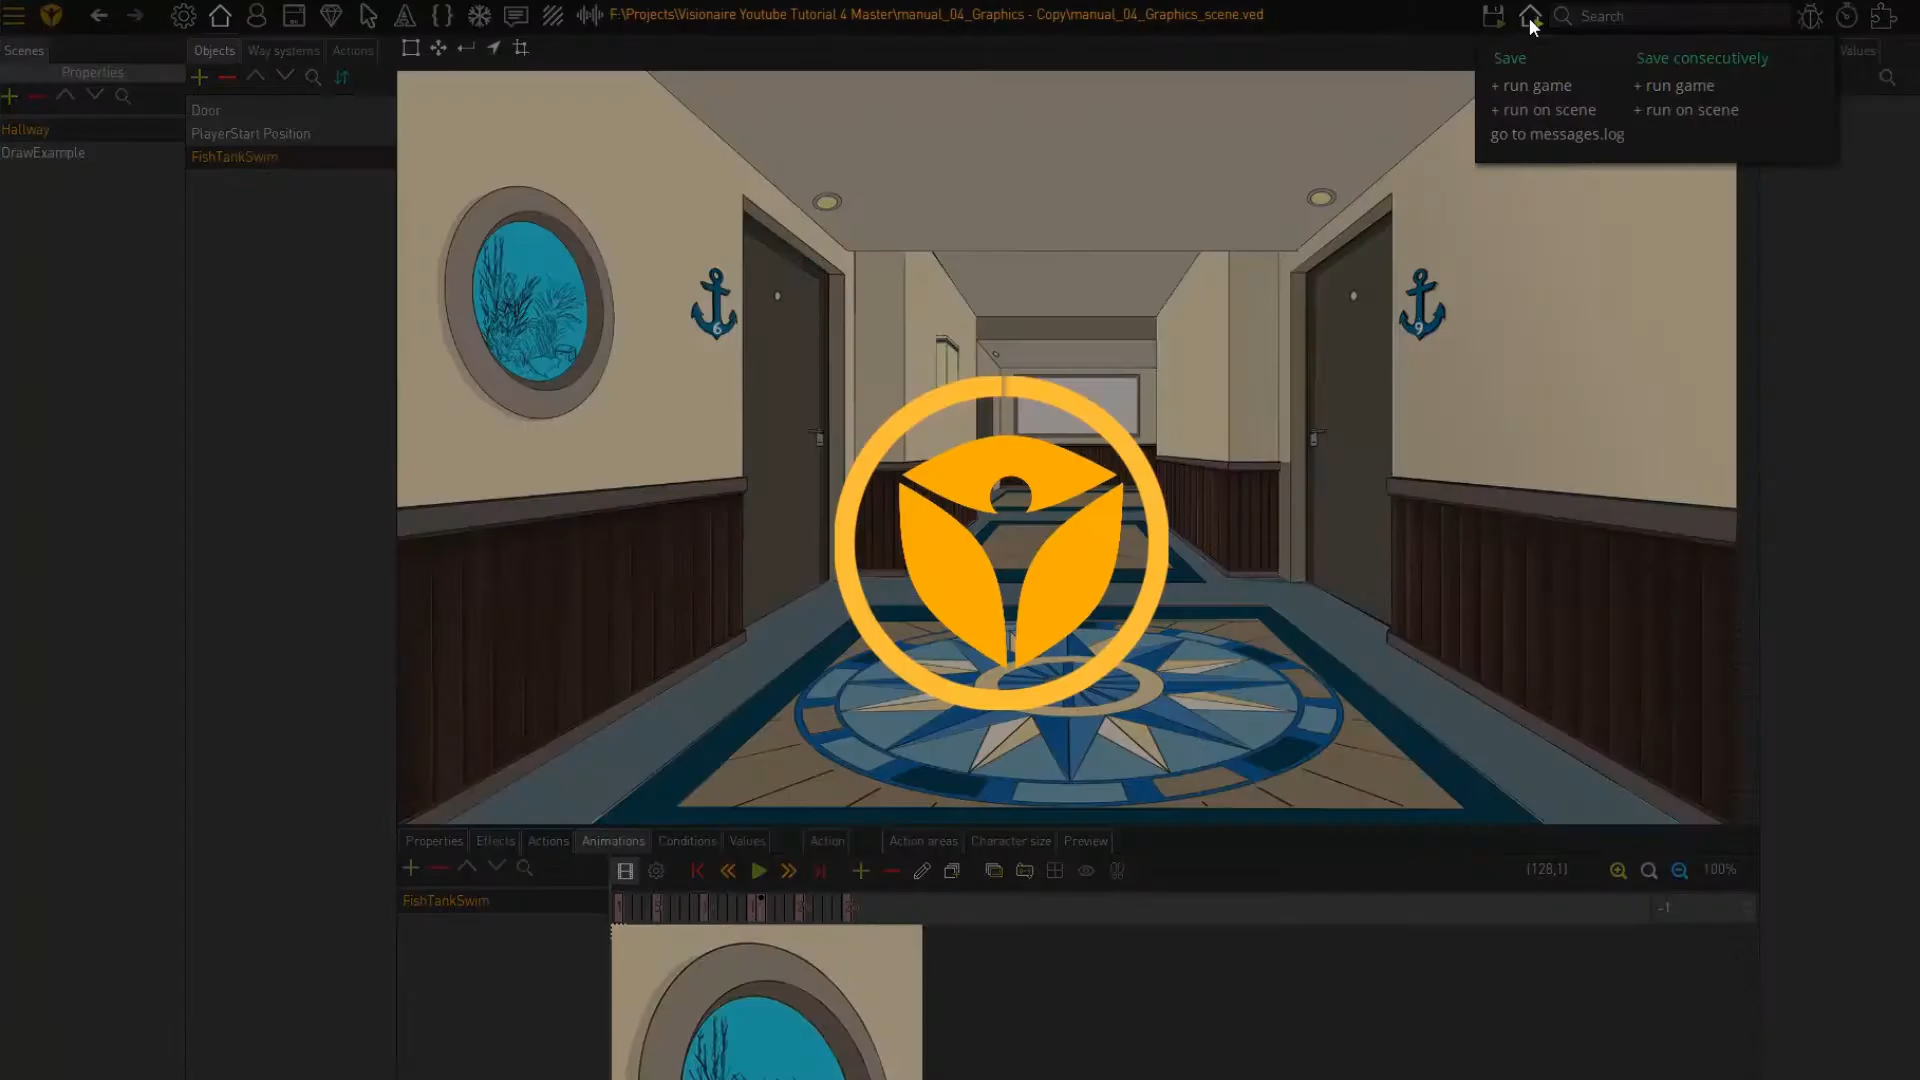 F:\Projects\Visionaire Youtube Tutorial 4 Master\manual_04_Graphics - Copy\manual_04_Graphics_scene.ved
Search
Scenes
Objects
Way systems
Actions
Values
Properties
Save
Save consecutively
+ run game
+ run game
+ run on scene
+ run on scene
go to messages.log
Hallway
DrawExample
Door
PlayerStart Position
FishTankSwim
6
9
Properties
Effects
Actions
Animations
Conditions
Values
Action
Action areas
Character size
Preview
(128,1)
100%
FishTankSwim
-1